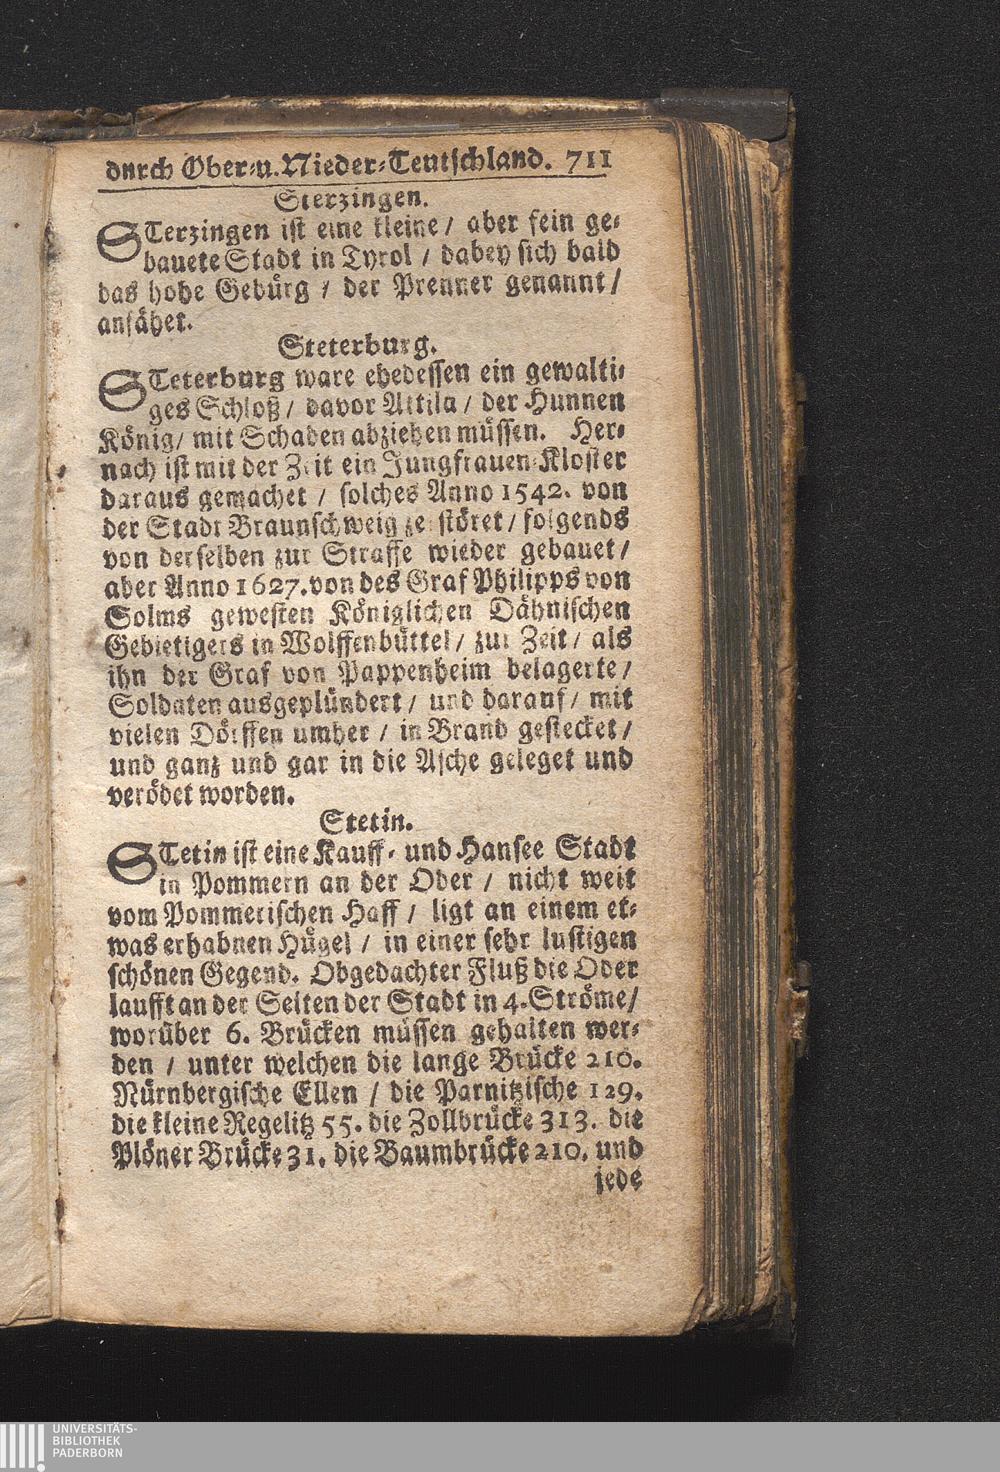 durch Ober-u. Nieder-Teutschland. 711
Sterzingen.
STerzingen ist eine kleine / aber fein ge-
bauete Stadt in Tyrol / dabey sich bald
das hohe Gebürg / der Prenner genannt /
anfähet.
Steterburg.
STeterburg ware ehedessen ein gewalti-
ges Schloß / davor Attila / der Hunnen
König / mit Schaden abziehen müssen. Her-
nach ist mit der Zeit ein Jungfrauen-Kloster
daraus gemachet / solches Anno 1542. von
der Stadt Braunschweig zerstöret / folgends
von derselben zur Straffe wieder gebauet /
aber Anno 1627. von des Graf Philipps von
Solms gewesten Königlichen Dähnischen
Gebietigers in Wolffenbüttel / zur Zeit / als
ihn der Graf von Pappenheim belagerte /
Soldaten ausgeplündert / und darauf / mit
vielen Dörffen umher / in Brand gestecket /
und ganz und gar in die Asche geleget und
verödet worden.
Stetin.
STetin ist eine Kauff- und Hansee Stadt
in Pommern an der Oder / nicht weit
vom Pommerischen Haff / ligt an einem et-
was erhabnen Hügel / in einer sehr lustigen
schönen Gegend. Obgedachter Fluß die Oder
laufft an der Seiten der Stadt in 4. Ströme /
worüber 6. Brücken müssen gehalten wer-
den / unter welchen die lange Brücke 210.
Nürnbergische Ellen / die Parnitzische 129.
die kleine Regelitz 55. die Zollbrücke 313. die
Plöner Brücke 31. die Baumbrücke 210. und
jede
UNIVERSITÄTS-
BIBLIOTHEK
PADERBORN